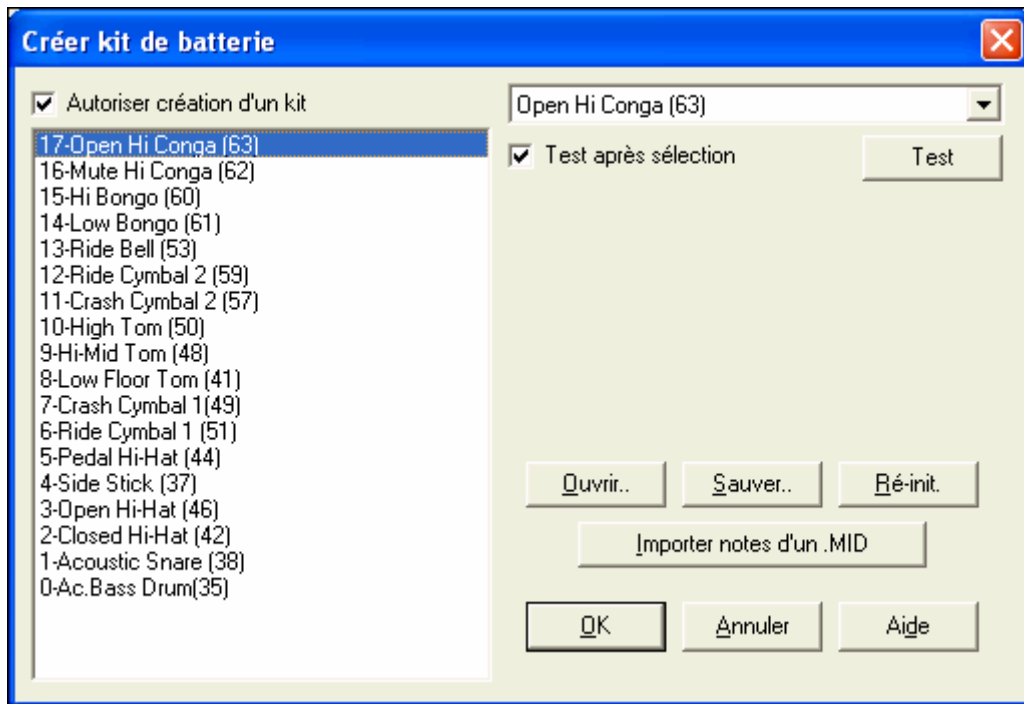 Créer kit de batterie
Autoriser création d'un kit
17-Open Hi Conga (63)
16-Mute Hi Conga (62)
15-Hi Bongo (60)
14-Low Bongo (61)
13-Ride Bell (53)
12-Ride Cymbal 2 (59)
11-Crash Cymbal 2 (57)
10-High Tom (50)
9-Hi-Mid Tom (48)
8-Low Floor Tom (41)
7-Crash Cymbal 1(49)
6-Ride Cymbal 1 (51)
5-Pedal Hi-Hat (44)
4-Side Stick (37)
3-Open Hi-Hat (46)
2-Closed Hi-Hat (42)
1-Acoustic Snare (38)
0-Ac.Bass Drum(35)
Open Hi Conga (63)
Test après sélection
Test
Ouvrir..
Sauver..
Ré-init.
Importer notes d'un .MID
OK
Annuler
Aide